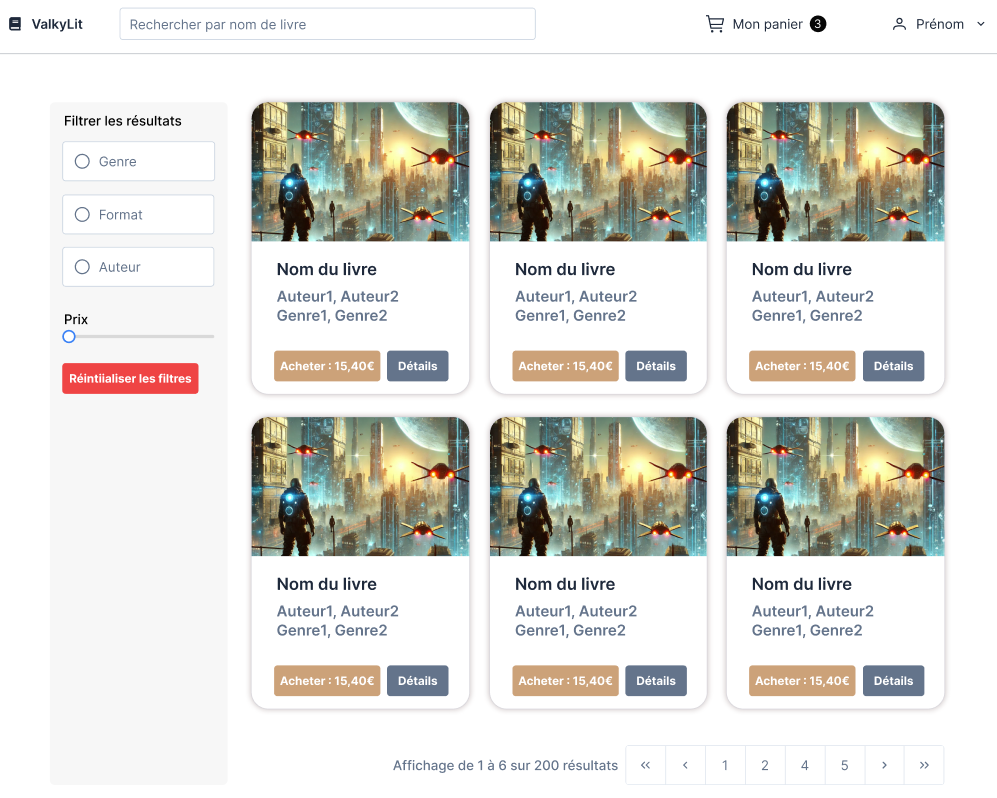 ValkyLit
Rechercher par nom de livre
Mon panier 3
Prénom
Filtrer les résultats
Genre
Format
Auteur
Prix
Réintiialiser les filtres
Nom du livre
Auteur1, Auteur2
Genre1, Genre2
Acheter : 15,40€
Détails
Nom du livre
Auteur1, Auteur2
Genre1, Genre2
Acheter : 15,40€
Détails
Nom du livre
Auteur1, Auteur2
Genre1, Genre2
Acheter : 15,40€
Détails
Nom du livre
Auteur1, Auteur2
Genre1, Genre2
Acheter : 15,40€
Détails
Nom du livre
Auteur1, Auteur2
Genre1, Genre2
Acheter : 15,40€
Détails
Nom du livre
Auteur1, Auteur2
Genre1, Genre2
Acheter : 15,40€
Détails
Affichage de 1 à 6 sur 200 résultats « ‹ 1 2 4 5 › »